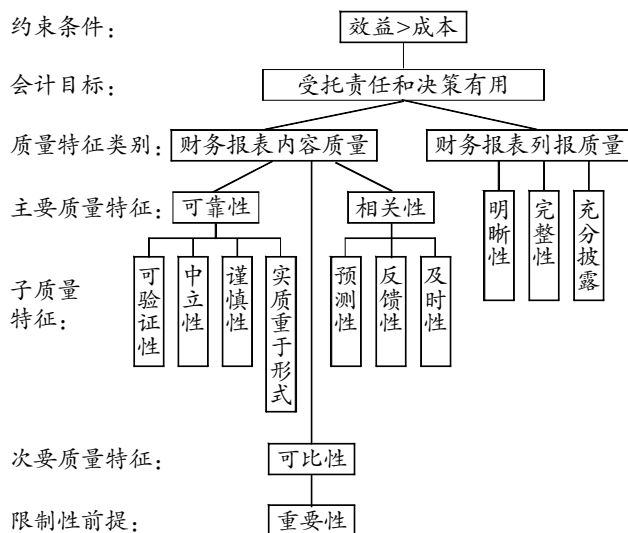 约束条件： 效益>成本
会计目标： 受托责任和决策有用
质量特征类别： 财务报表内容质量 财务报表列报质量
主要质量特征： 可靠性 相关性 明晰性 完整性 充分披露
子质量
特征： 可验证性 中立性 谨慎性 实质重于形式 预测性 反馈性 及时性
次要质量特征： 可比性
限制性前提： 重要性